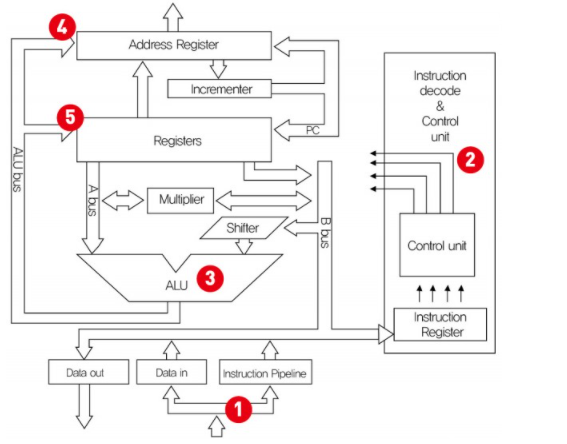 4
Address Register
Incrementer
5
Registers
PC
Instruction
decode
&
Control
unit
2
ALU bus
A bus
Multiplier
B bus
Shifter
Control unit
ALU
3
Instruction
Register
Data out
Data in
Instruction Pipeline
1